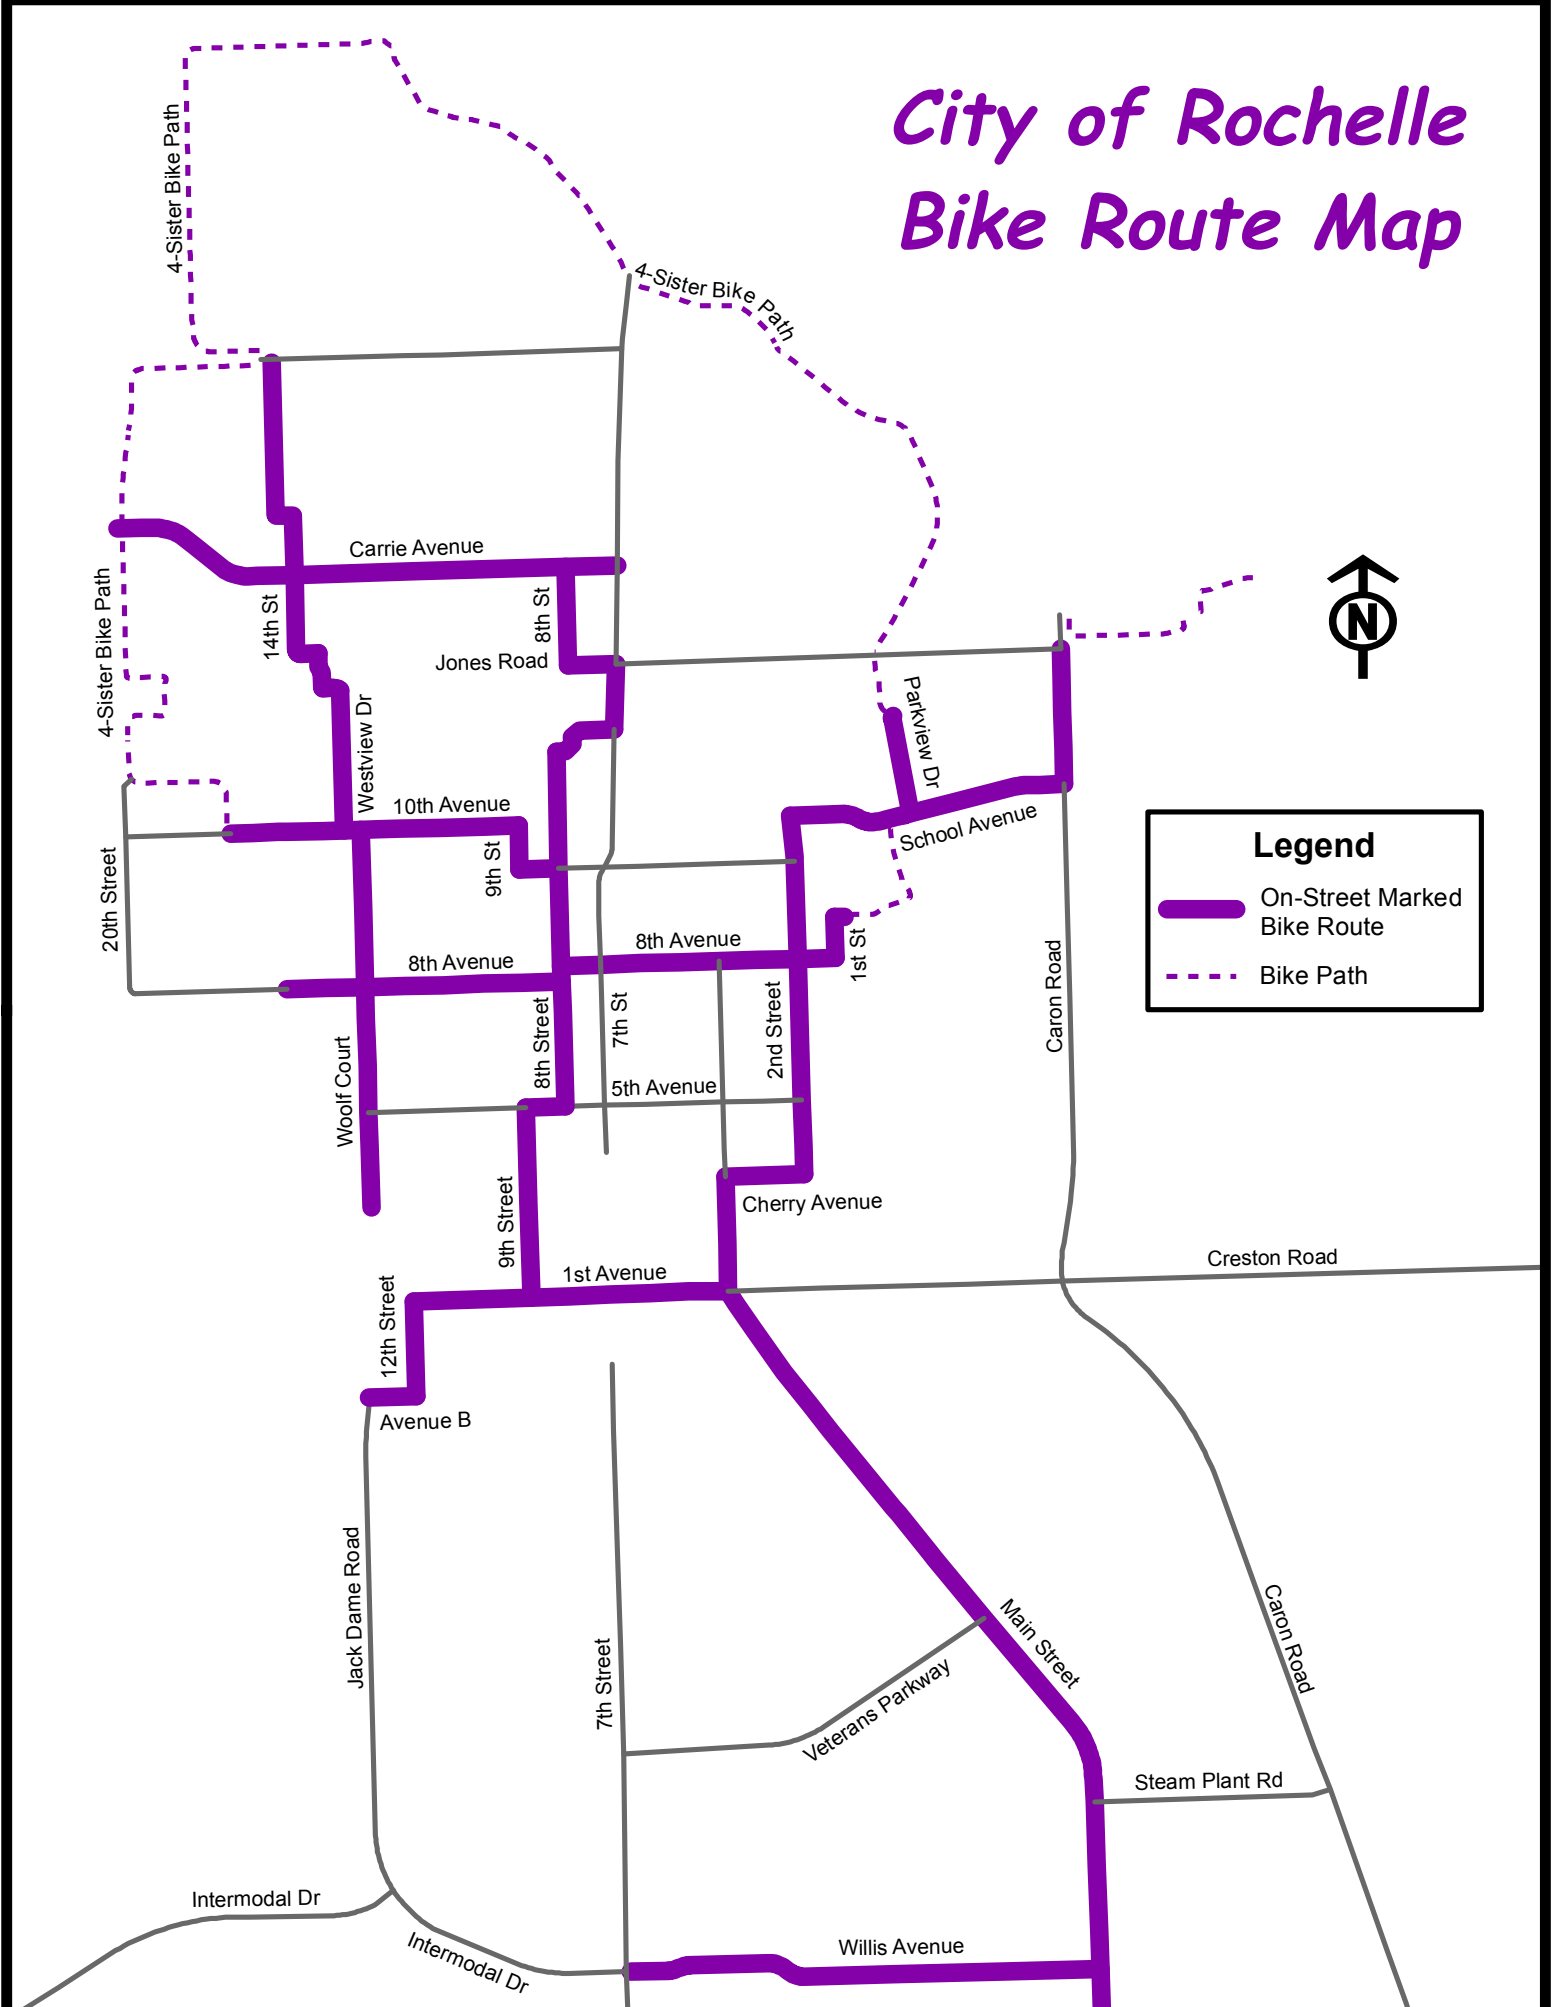 City of Rochelle
Bike Route Map
4-Sister Bike Path
4-Sister Bike Path
Carrie Avenue
14th St
8th St
4-Sister Bike Path
Jones Road
N
Parkview Dr
Westview Dr
10th Avenue
School Avenue
9th St
20th Street
Legend
On-Street Marked
Bike Route
Bike Path
8th Avenue
8th Avenue
1st St
Caron Road
8th Street
7th St
2nd Street
Woolf Court
5th Avenue
9th Street
Cherry Avenue
Creston Road
1st Avenue
12th Street
Avenue B
Jack Dame Road
7th Street
Main Street
Caron Road
Veterans Parkway
Steam Plant Rd
Intermodal Dr
Intermodal Dr
Willis Avenue